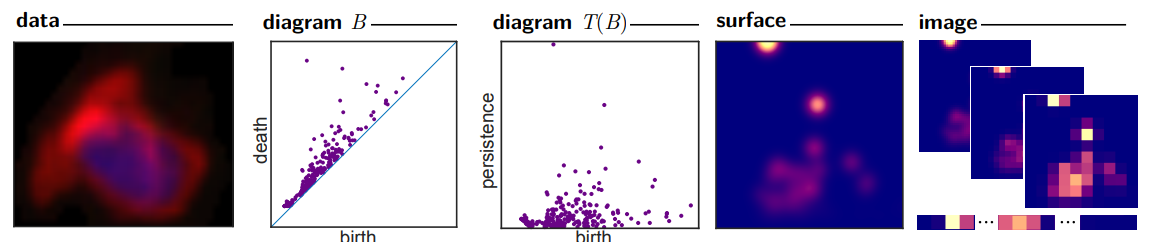 data
diagram B
diagram T(B)
surface
image
death
birth
persistence
birth
...
...